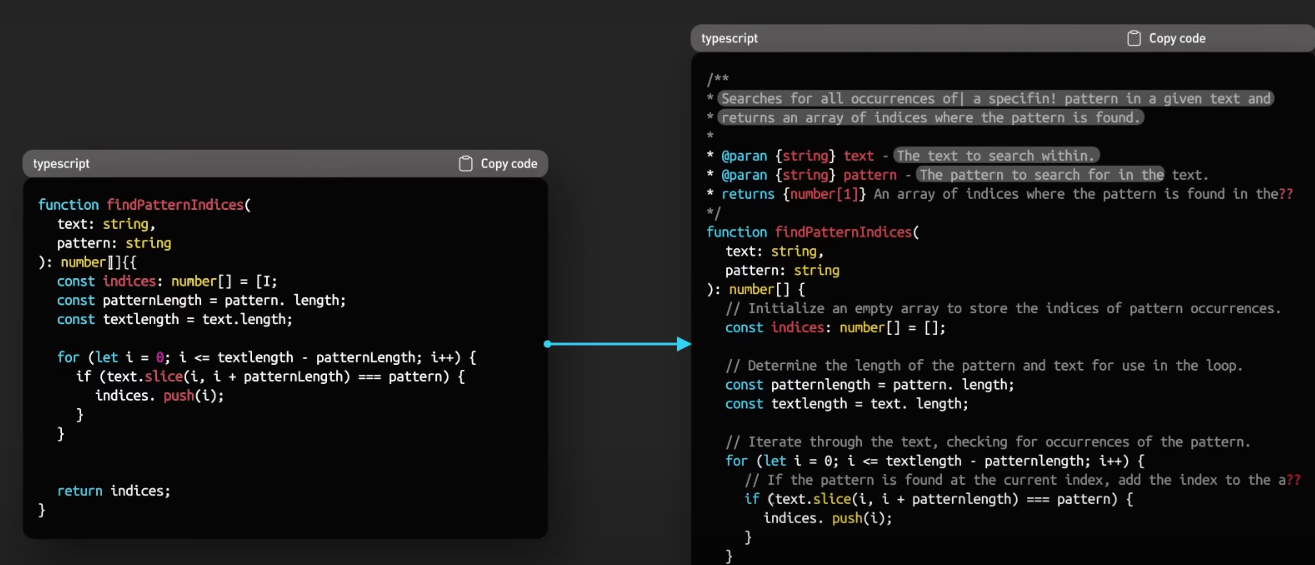 typescript
Copy code
function findPatternIndices(
text: string,
pattern: string
): number[]]{{
const indices: number[] = [I;
const patternLength = pattern. length;
const textlength = text.length;
for (let i = 0; i <= textlength - patternLength; i++) {
if (text.slice(i, i + patternLength) === pattern) {
indices. push(i);
}
}
return indices;
}
typescript
Copy code
/**
* Searches for all occurrences of| a specifin! pattern in a given text and
* returns an array of indices where the pattern is found.
*
* @paran {string} text - The text to search within.
* @paran {string} pattern - The pattern to search for in the text.
* returns {number[1]} An array of indices where the pattern is found in the??
*/
function findPatternIndices(
text: string,
pattern: string
): number[] {
// Initialize an empty array to store the indices of pattern occurrences.
const indices: number[] = [];
// Determine the length of the pattern and text for use in the loop.
const patternlength = pattern. length;
const textlength = text. length;
// Iterate through the text, checking for occurrences of the pattern.
for (let i = 0; i <= textlength - patternlength; i++) {
// If the pattern is found at the current index, add the index to the a??
if (text.slice(i, i + patternlength) === pattern) {
indices. push(i);
}
}